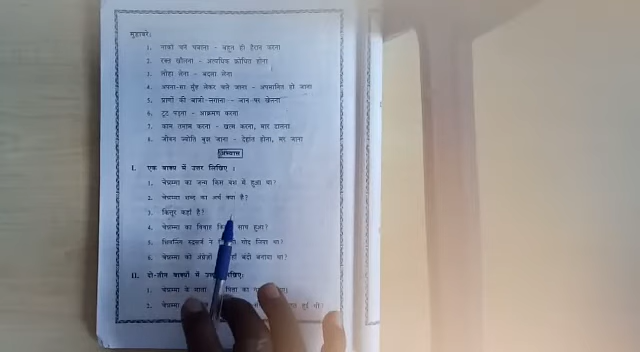 मुहावरे:
1. नाकों चने चबाना - बहुत ही हैरान करना
2. रक्त खौलना - अत्यधिक क्रोधित होना
3. लोहा लेना - बदला लेना
4. अपना-सा मुँह लेकर चले जाना - अपमानित हो जाना
5. प्राणों की बाजी लगाना - जान पर खेलना
6. टूट पड़ना - आक्रमण करना
7. काम तमाम करना - खत्म करना, मार डालना
8. जीवन ज्योति बुझ जाना - देहांत होना, मर जाना
अभ्यास
I. एक वाक्य में उत्तर लिखिए :
1. चेन्नम्मा का जन्म किस वंश में हुआ था?
2. चेन्नम्मा शब्द का अर्थ क्या है?
3. कित्तूर कहाँ है?
4. चेन्नम्मा का विवाह साथ हुआ?
5. शिवलिंग रुद्रसर्ज ने गोद लिया था?
6. चेन्नम्मा को अंग्रेजों बंदी बनाया था?
II. दो-तीन वाक्यों में लिखिए:
1. चेन्नम्मा के माता पिता का
2. चेन्नम्मा हुई थी?